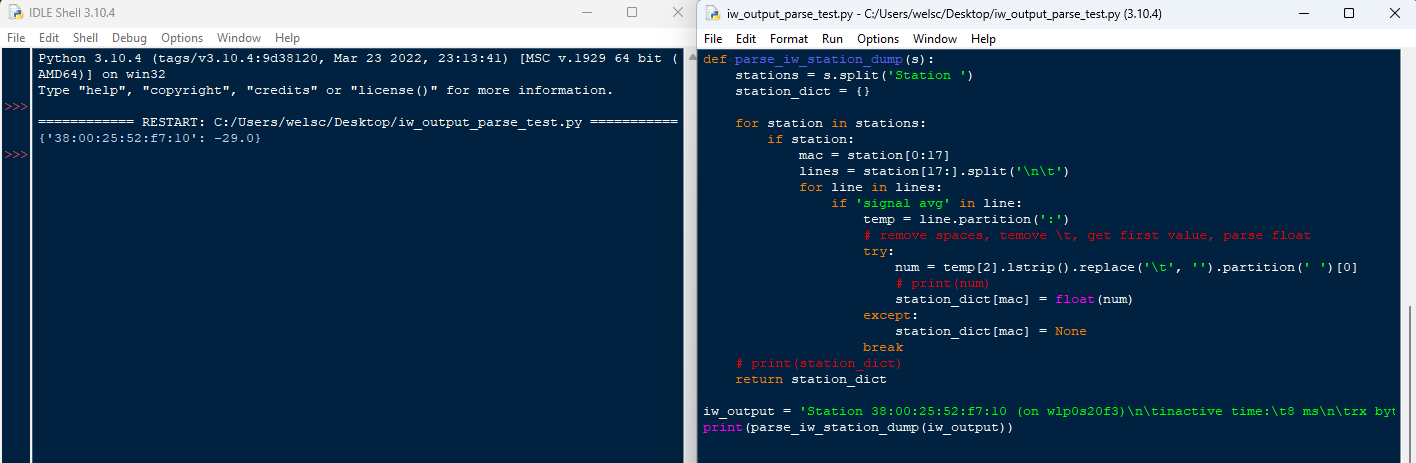 IDLE Shell 3.10.4
File Edit Shell Debug Options Window Help
Python 3.10.4 (tags/v3.10.4:9d38120, Mar 23 2022, 23:13:41) [MSC v.1929 64 bit (
AMD64)] on win32
Type "help", "copyright", "credits" or "license()" for more information.
>>>
============ RESTART: C:/Users/welsc/Desktop/iw_output_parse_test.py ===========
{'38:00:25:52:f7:10': -29.0}
>>>
iw_output_parse_test.py - C:/Users/welsc/Desktop/iw_output_parse_test.py (3.10.4)
File Edit Format Run Options Window Help
def parse_iw_station_dump(s):
    stations = s.split('Station ')
    station_dict = {}

    for station in stations:
        if station:
            mac = station[0:17]
            lines = station[17:].split('\n\t')
            for line in lines:
                if 'signal avg' in line:
                    temp = line.partition(':')
                    # remove spaces, temove \t, get first value, parse float
                    try:
                        num = temp[2].lstrip().replace('\t', '').partition(' ')[0]
                        # print(num)
                        station_dict[mac] = float(num)
                    except:
                        station_dict[mac] = None
                    break
    # print(station_dict)
    return station_dict

iw_output = 'Station 38:00:25:52:f7:10 (on wlp0s20f3)\n\tinactive time:\t8 ms\n\trx byt
print(parse_iw_station_dump(iw_output))